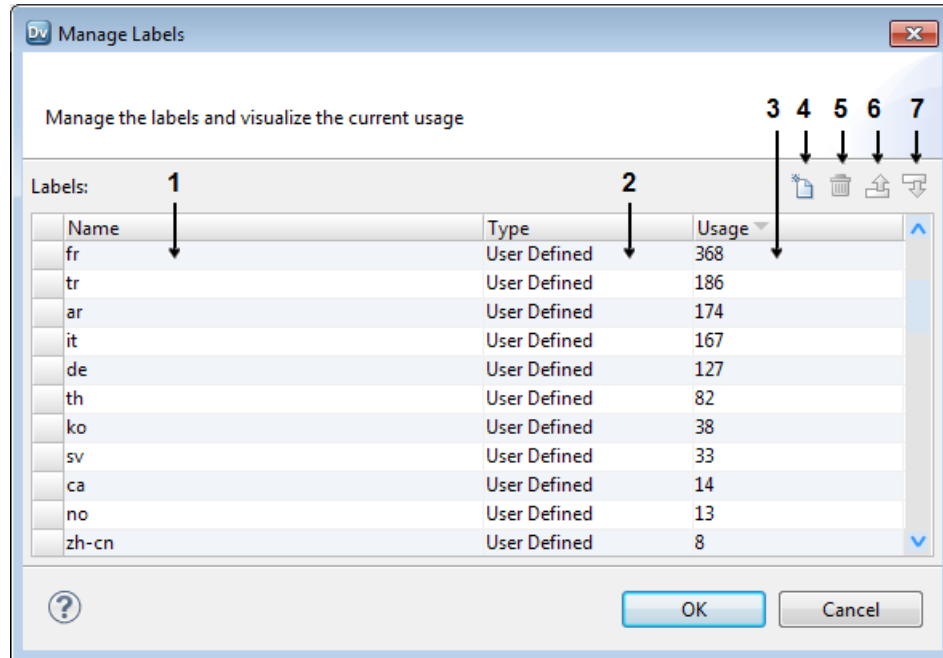 Dv Manage Labels
Manage the labels and visualize the current usage
3 4 5 6 7
Labels: 1 2
Name Type Usage
fr User Defined 368
tr User Defined 186
ar User Defined 174
it User Defined 167
de User Defined 127
th User Defined 82
ko User Defined 38
sv User Defined 33
ca User Defined 14
no User Defined 13
zh-cn User Defined 8
? OK Cancel